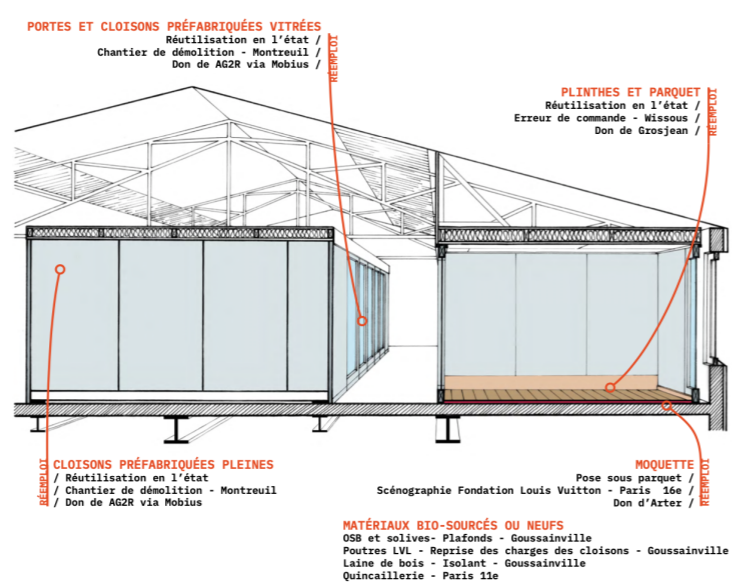 PORTES ET CLOISONS PRÉFABRIQUÉES VITRÉES
Réutilisation en l'état /
Chantier de démolition - Montreuil /
Don de AG2R via Mobius /
RÉEMPLOI
PLINTHES ET PARQUET
Réutilisation en l'état /
Erreur de commande - Wissous /
Don de Grosjean /
RÉEMPLOI
CLOISONS PRÉFABRIQUÉES PLEINES
/ Réutilisation en l'état
/ Chantier de démolition - Montreuil
/ Don de AG2R via Mobius
RÉEMPLOI
MOQUETTE
Pose sous parquet /
Scénographie Fondation Louis Vuitton - Paris 16e /
Don d'Arter /
RÉEMPLOI
MATÉRIAUX BIO-SOURCÉS OU NEUFS
OSB et solives- Plafonds - Goussainville
Poutres LVL - Reprise des charges des cloisons - Goussainville
Laine de bois - Isolant - Goussainville
Quincaillerie - Paris 11e